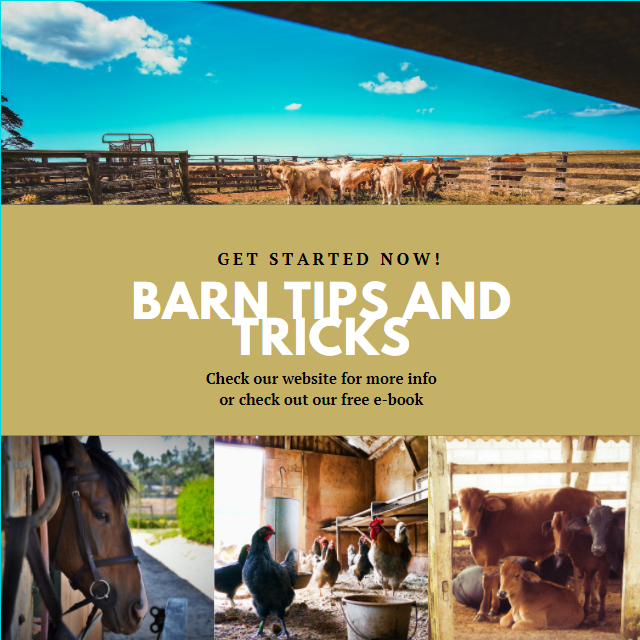 GET STARTED NOW!
BARN TIPS AND
TRICKS
Check our website for more info
or check out our free e-book